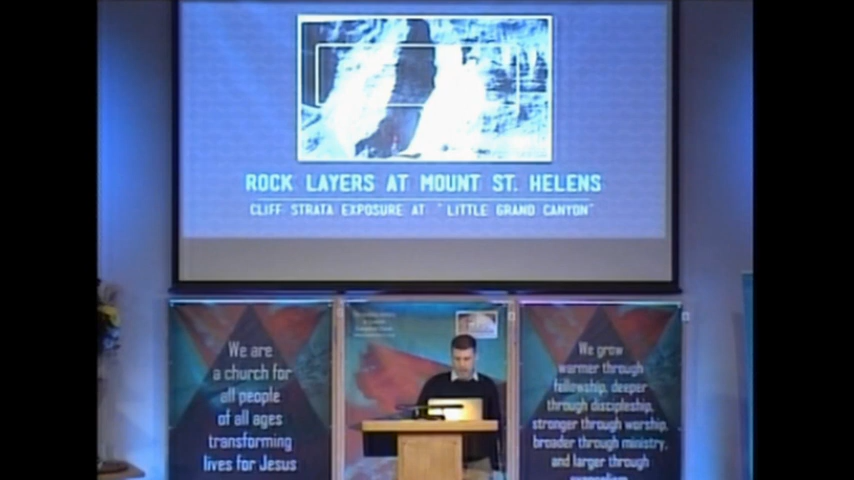 ROCK LAYERS AT MOUNT ST. HELENS
CLIFF STRATA EXPOSURE AT "LITTLE GRAND CANYON"
We are
a church for
all people
of all ages
transforming
lives for Jesus
We grow
warmer through
fellowship, deeper
through discipleship,
stronger through worship,
broader through ministry,
and larger through